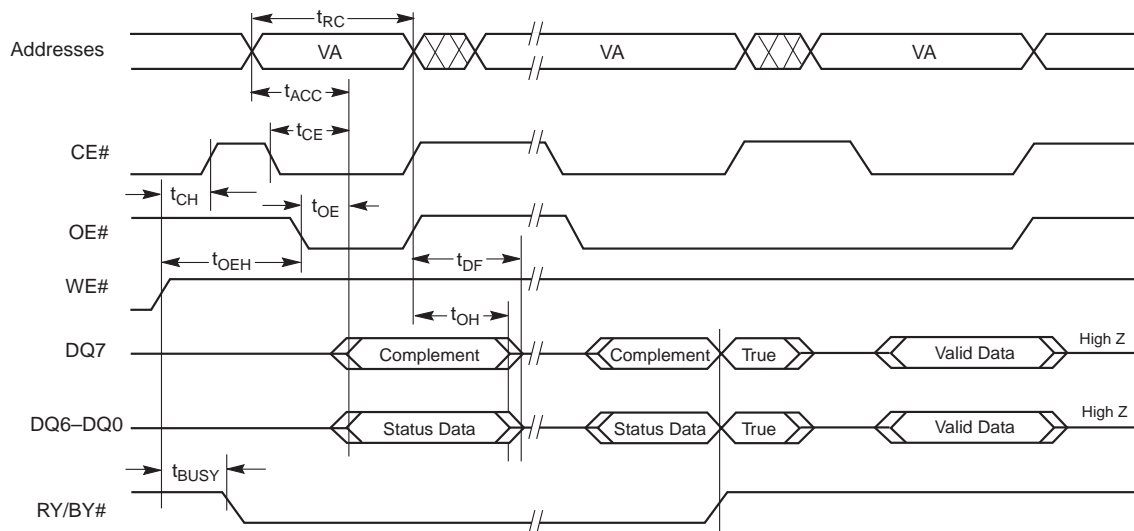 tRC
Addresses VA VA VA
tACC
tCE
CE#
tCH
tOE
OE#
tOEH tDF
WE#
tOH
DQ7 Complement Complement True Valid Data High Z
DQ6–DQ0 Status Data Status Data True Valid Data High Z
tBUSY
RY/BY#